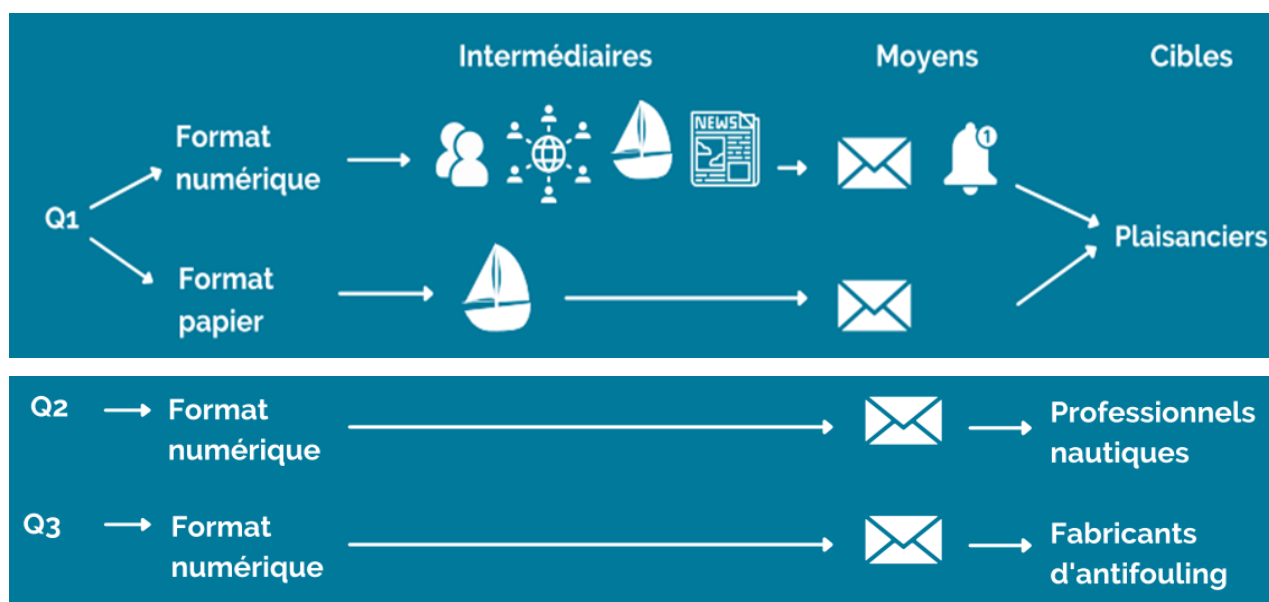 Intermédiaires Moyens Cibles
Format
numérique
NEWS
1
Q1
Plaisanciers
Format
papier
Q2
Format
numérique
Professionnels
nautiques
Q3
Format
numérique
Fabricants
d'antifouling